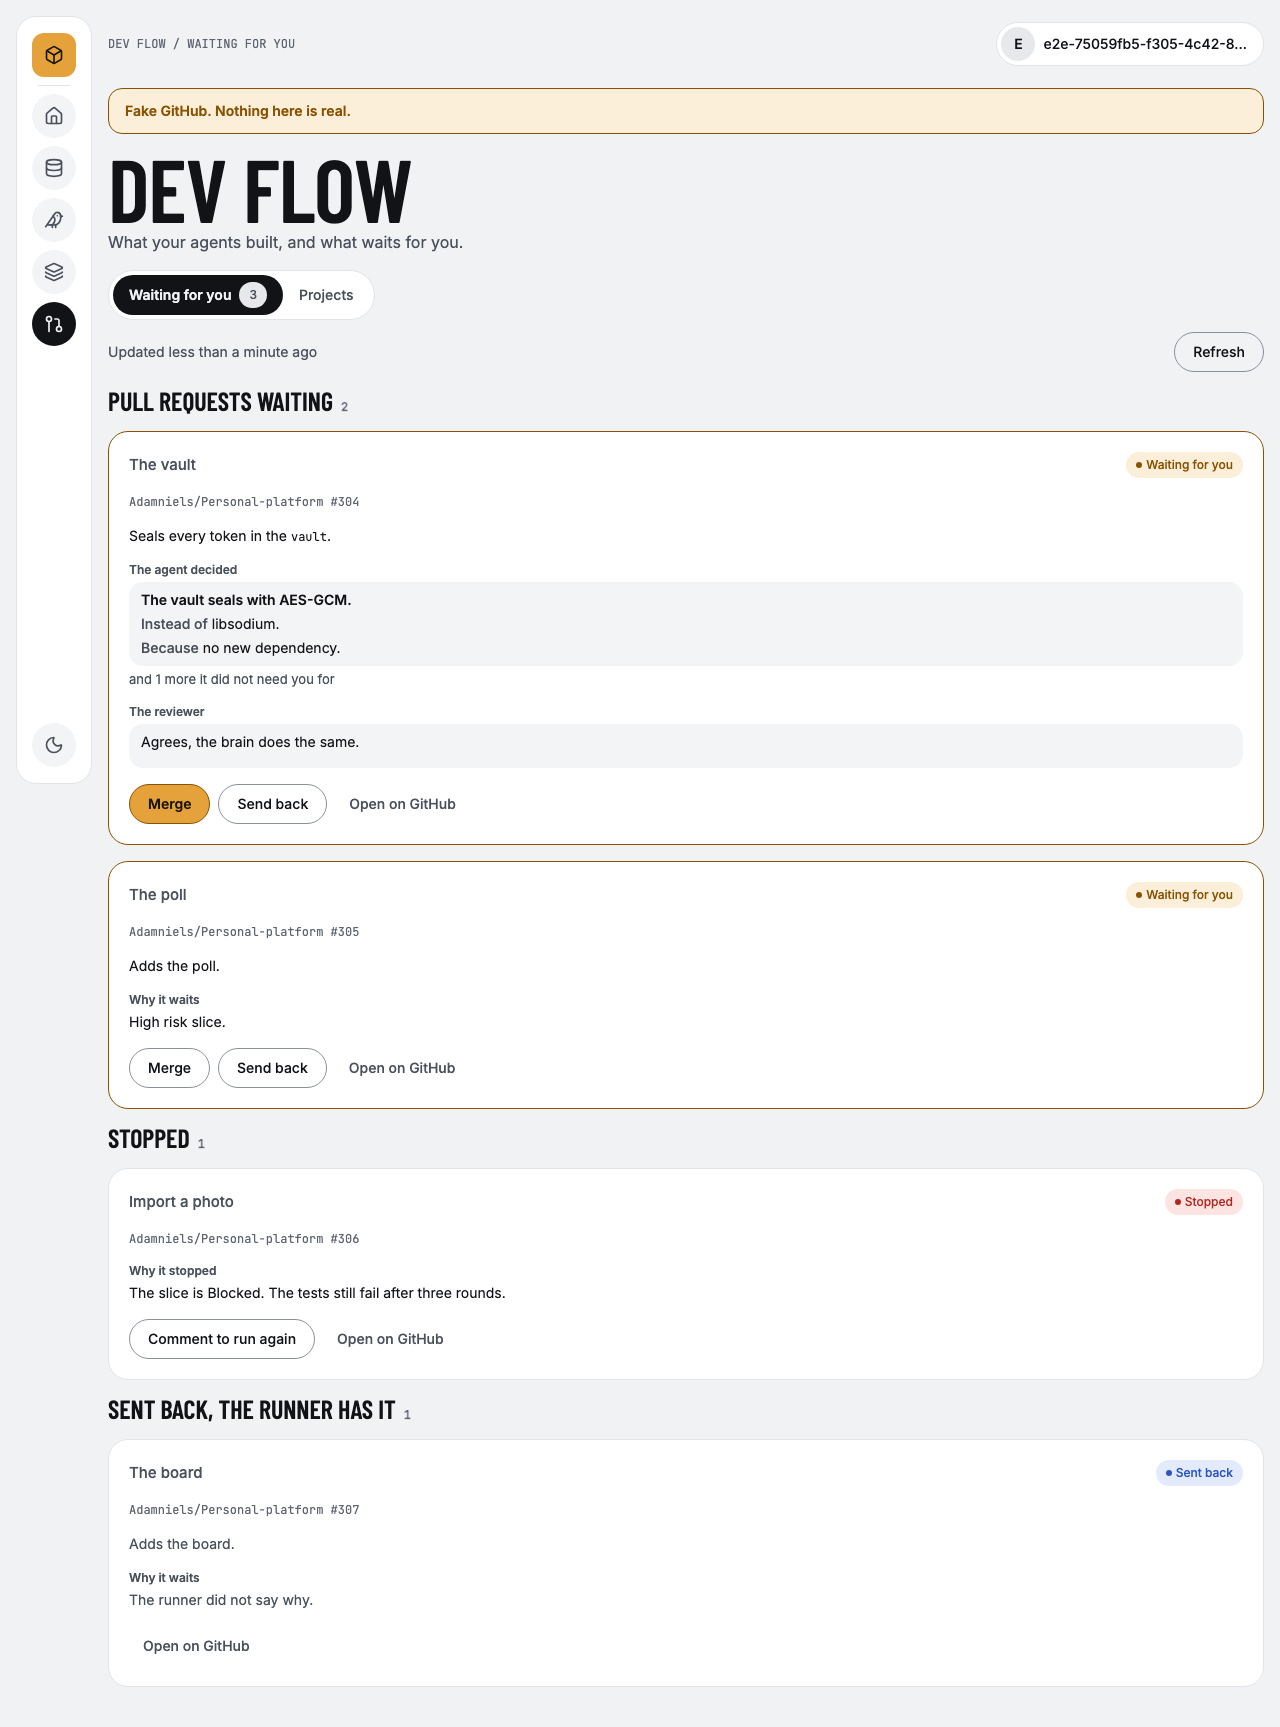 DEV FLOW / WAITING FOR YOU
E
e2e-75059fb5-f305-4c42-8...
Fake GitHub. Nothing here is real.
DEV FLOW
What your agents built, and what waits for you.
Waiting for you 3
Projects
Updated less than a minute ago
Refresh
PULL REQUESTS WAITING 2
The vault
Waiting for you
Adamniels/Personal-platform #304
Seals every token in the vault.
The agent decided
The vault seals with AES-GCM.
Instead of libsodium.
Because no new dependency.
and 1 more it did not need you for
The reviewer
Agrees, the brain does the same.
Merge
Send back
Open on GitHub
The poll
Waiting for you
Adamniels/Personal-platform #305
Adds the poll.
Why it waits
High risk slice.
Merge
Send back
Open on GitHub
STOPPED 1
Import a photo
Stopped
Adamniels/Personal-platform #306
Why it stopped
The slice is Blocked. The tests still fail after three rounds.
Comment to run again
Open on GitHub
SENT BACK, THE RUNNER HAS IT 1
The board
Sent back
Adamniels/Personal-platform #307
Adds the board.
Why it waits
The runner did not say why.
Open on GitHub